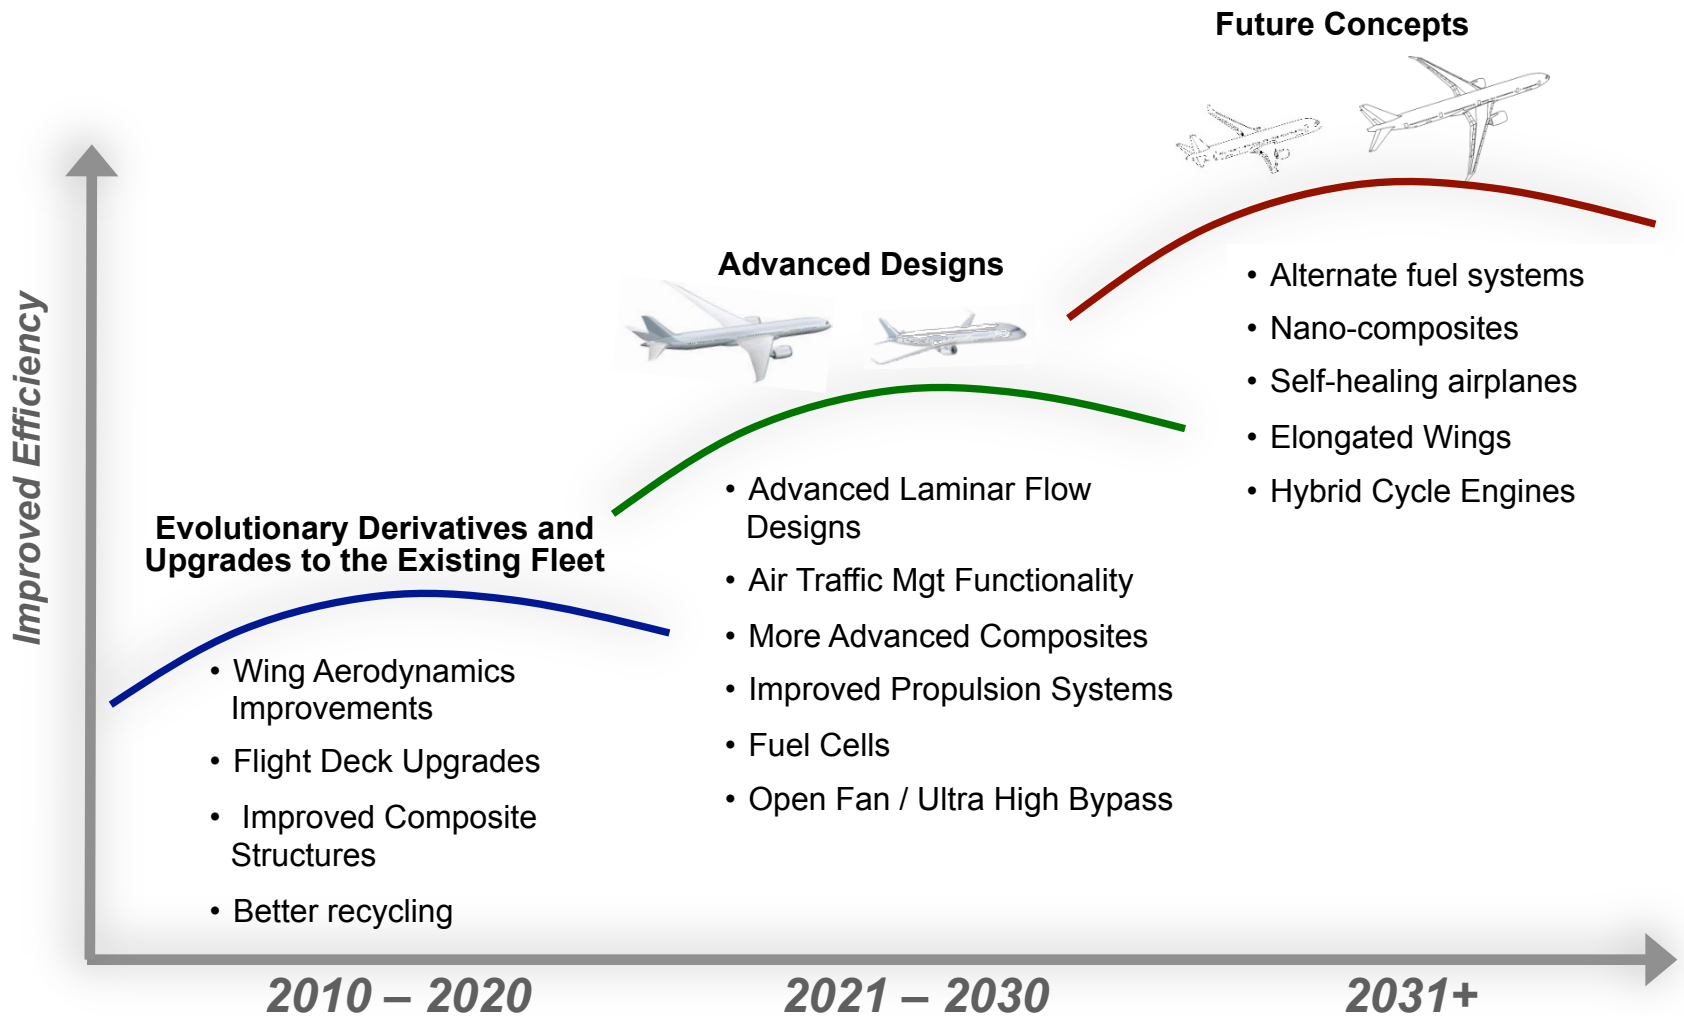 Future Concepts
Advanced Designs
• Alternate fuel systems
• Nano-composites
• Self-healing airplanes
• Elongated Wings
• Hybrid Cycle Engines
Improved Efficiency
Evolutionary Derivatives and
Upgrades to the Existing Fleet
• Advanced Laminar Flow
Designs
• Air Traffic Mgt Functionality
• More Advanced Composites
• Improved Propulsion Systems
• Fuel Cells
• Open Fan / Ultra High Bypass
• Wing Aerodynamics
Improvements
• Flight Deck Upgrades
• Improved Composite
Structures
• Better recycling
2010 – 2020
2021 – 2030
2031+